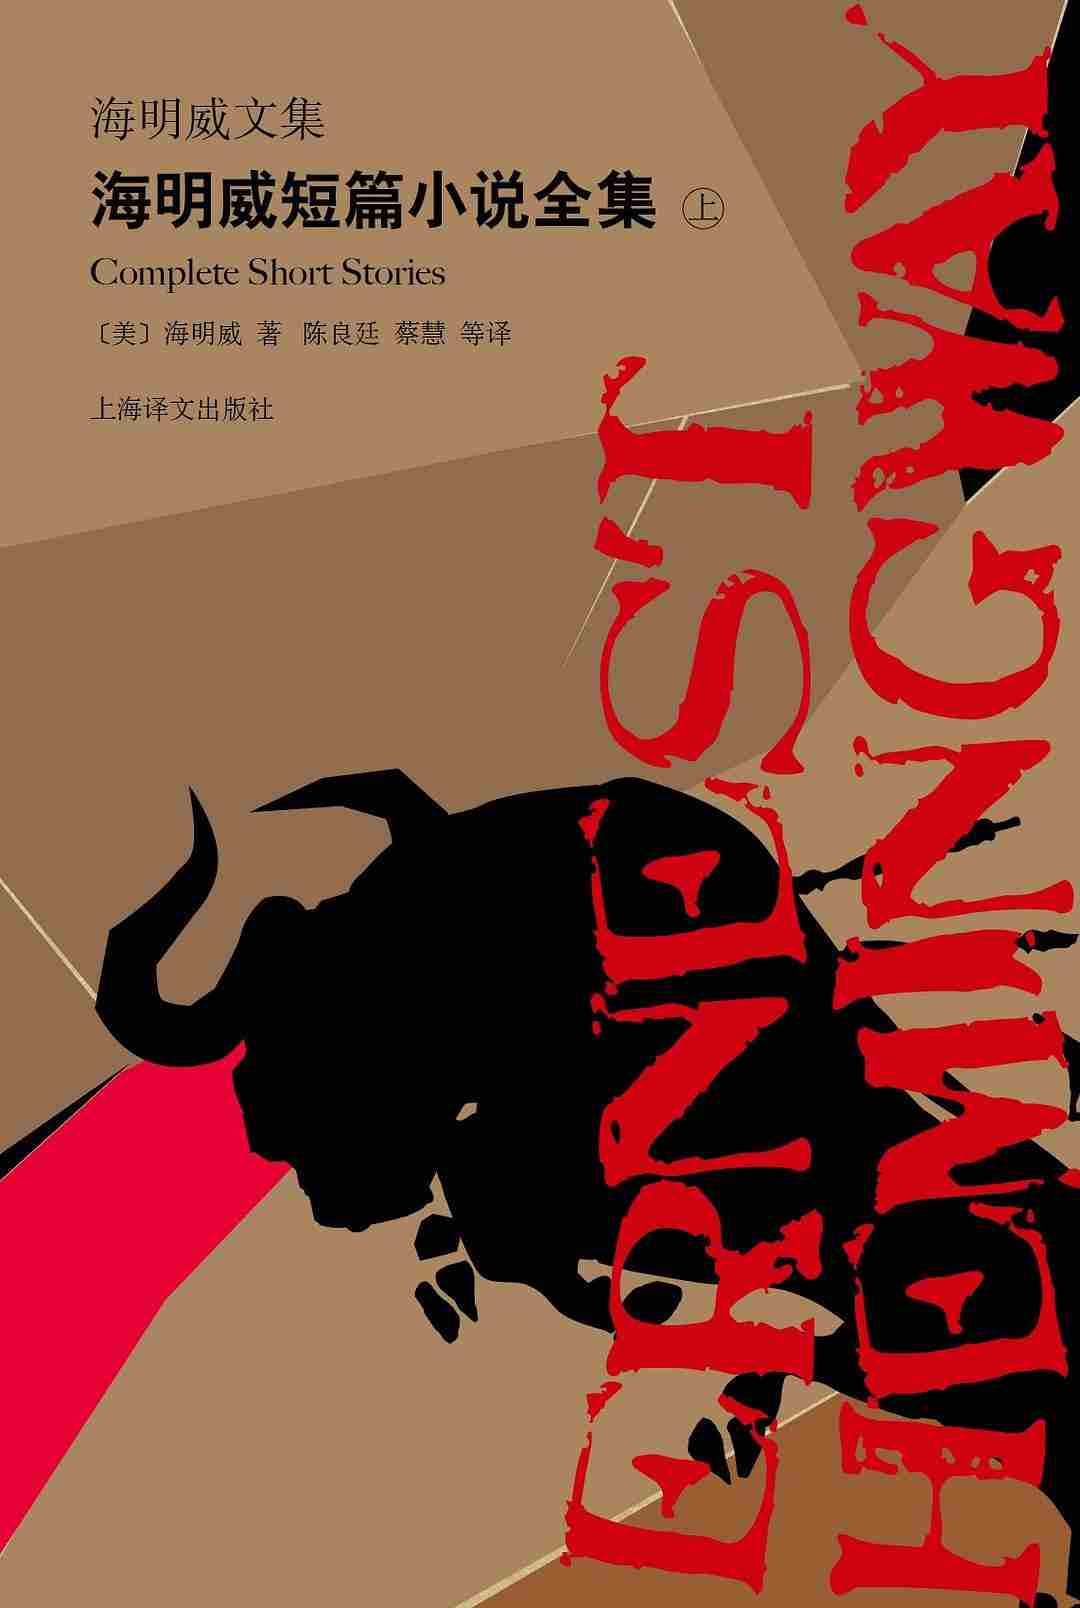 海明威文集
海明威短篇小说全集 上
Complete Short Stories
〔美〕海明威 著 陈良廷 蔡慧 等译
上海译文出版社
ERNEST
HEMINGWAY